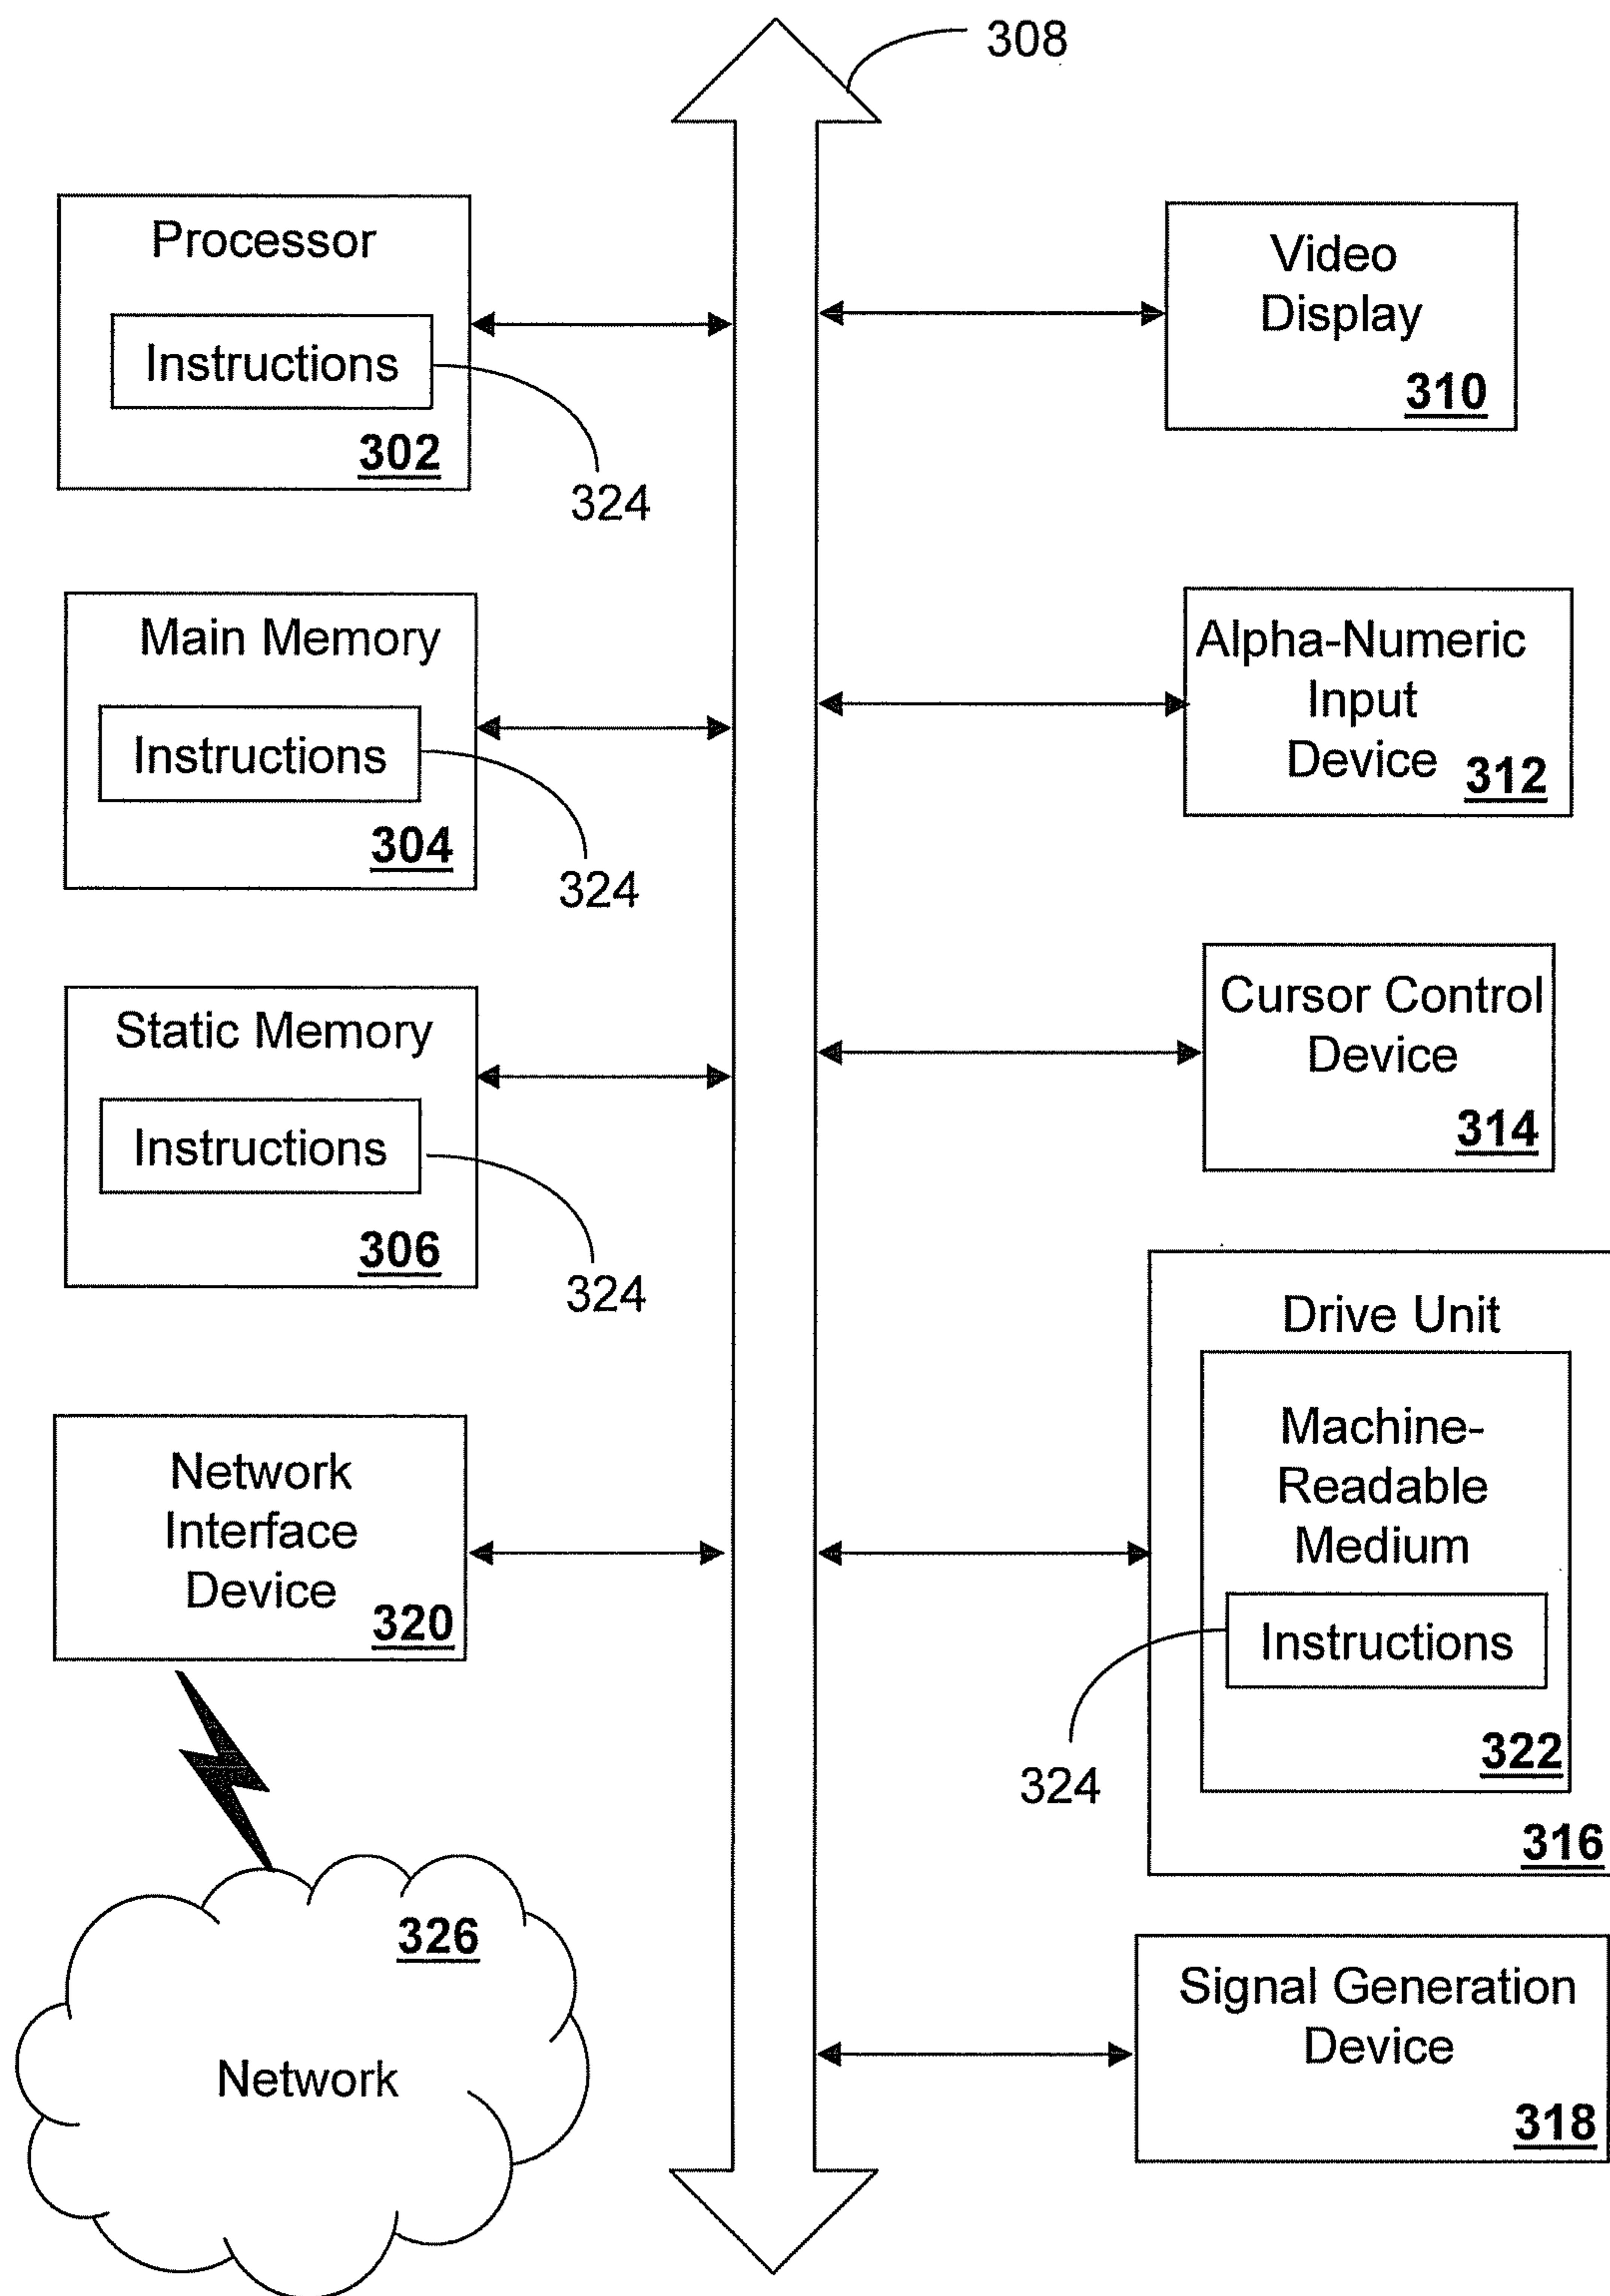 308
Processor
Instructions
302
324
Main Memory
Instructions
304
324
Static Memory
Instructions
306
324
Network
Interface
Device
320
326
Network
Video
Display
310
Alpha-Numeric
Input
Device
312
Cursor Control
Device
314
Drive Unit
Machine-
Readable
Medium
Instructions
324
322
316
Signal Generation
Device
318